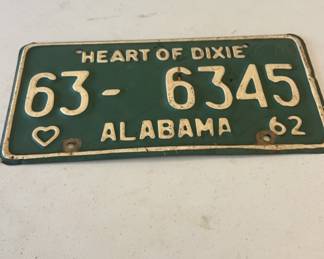 "HEART OF DIXIE"
63- 6345
ALABAMA 62